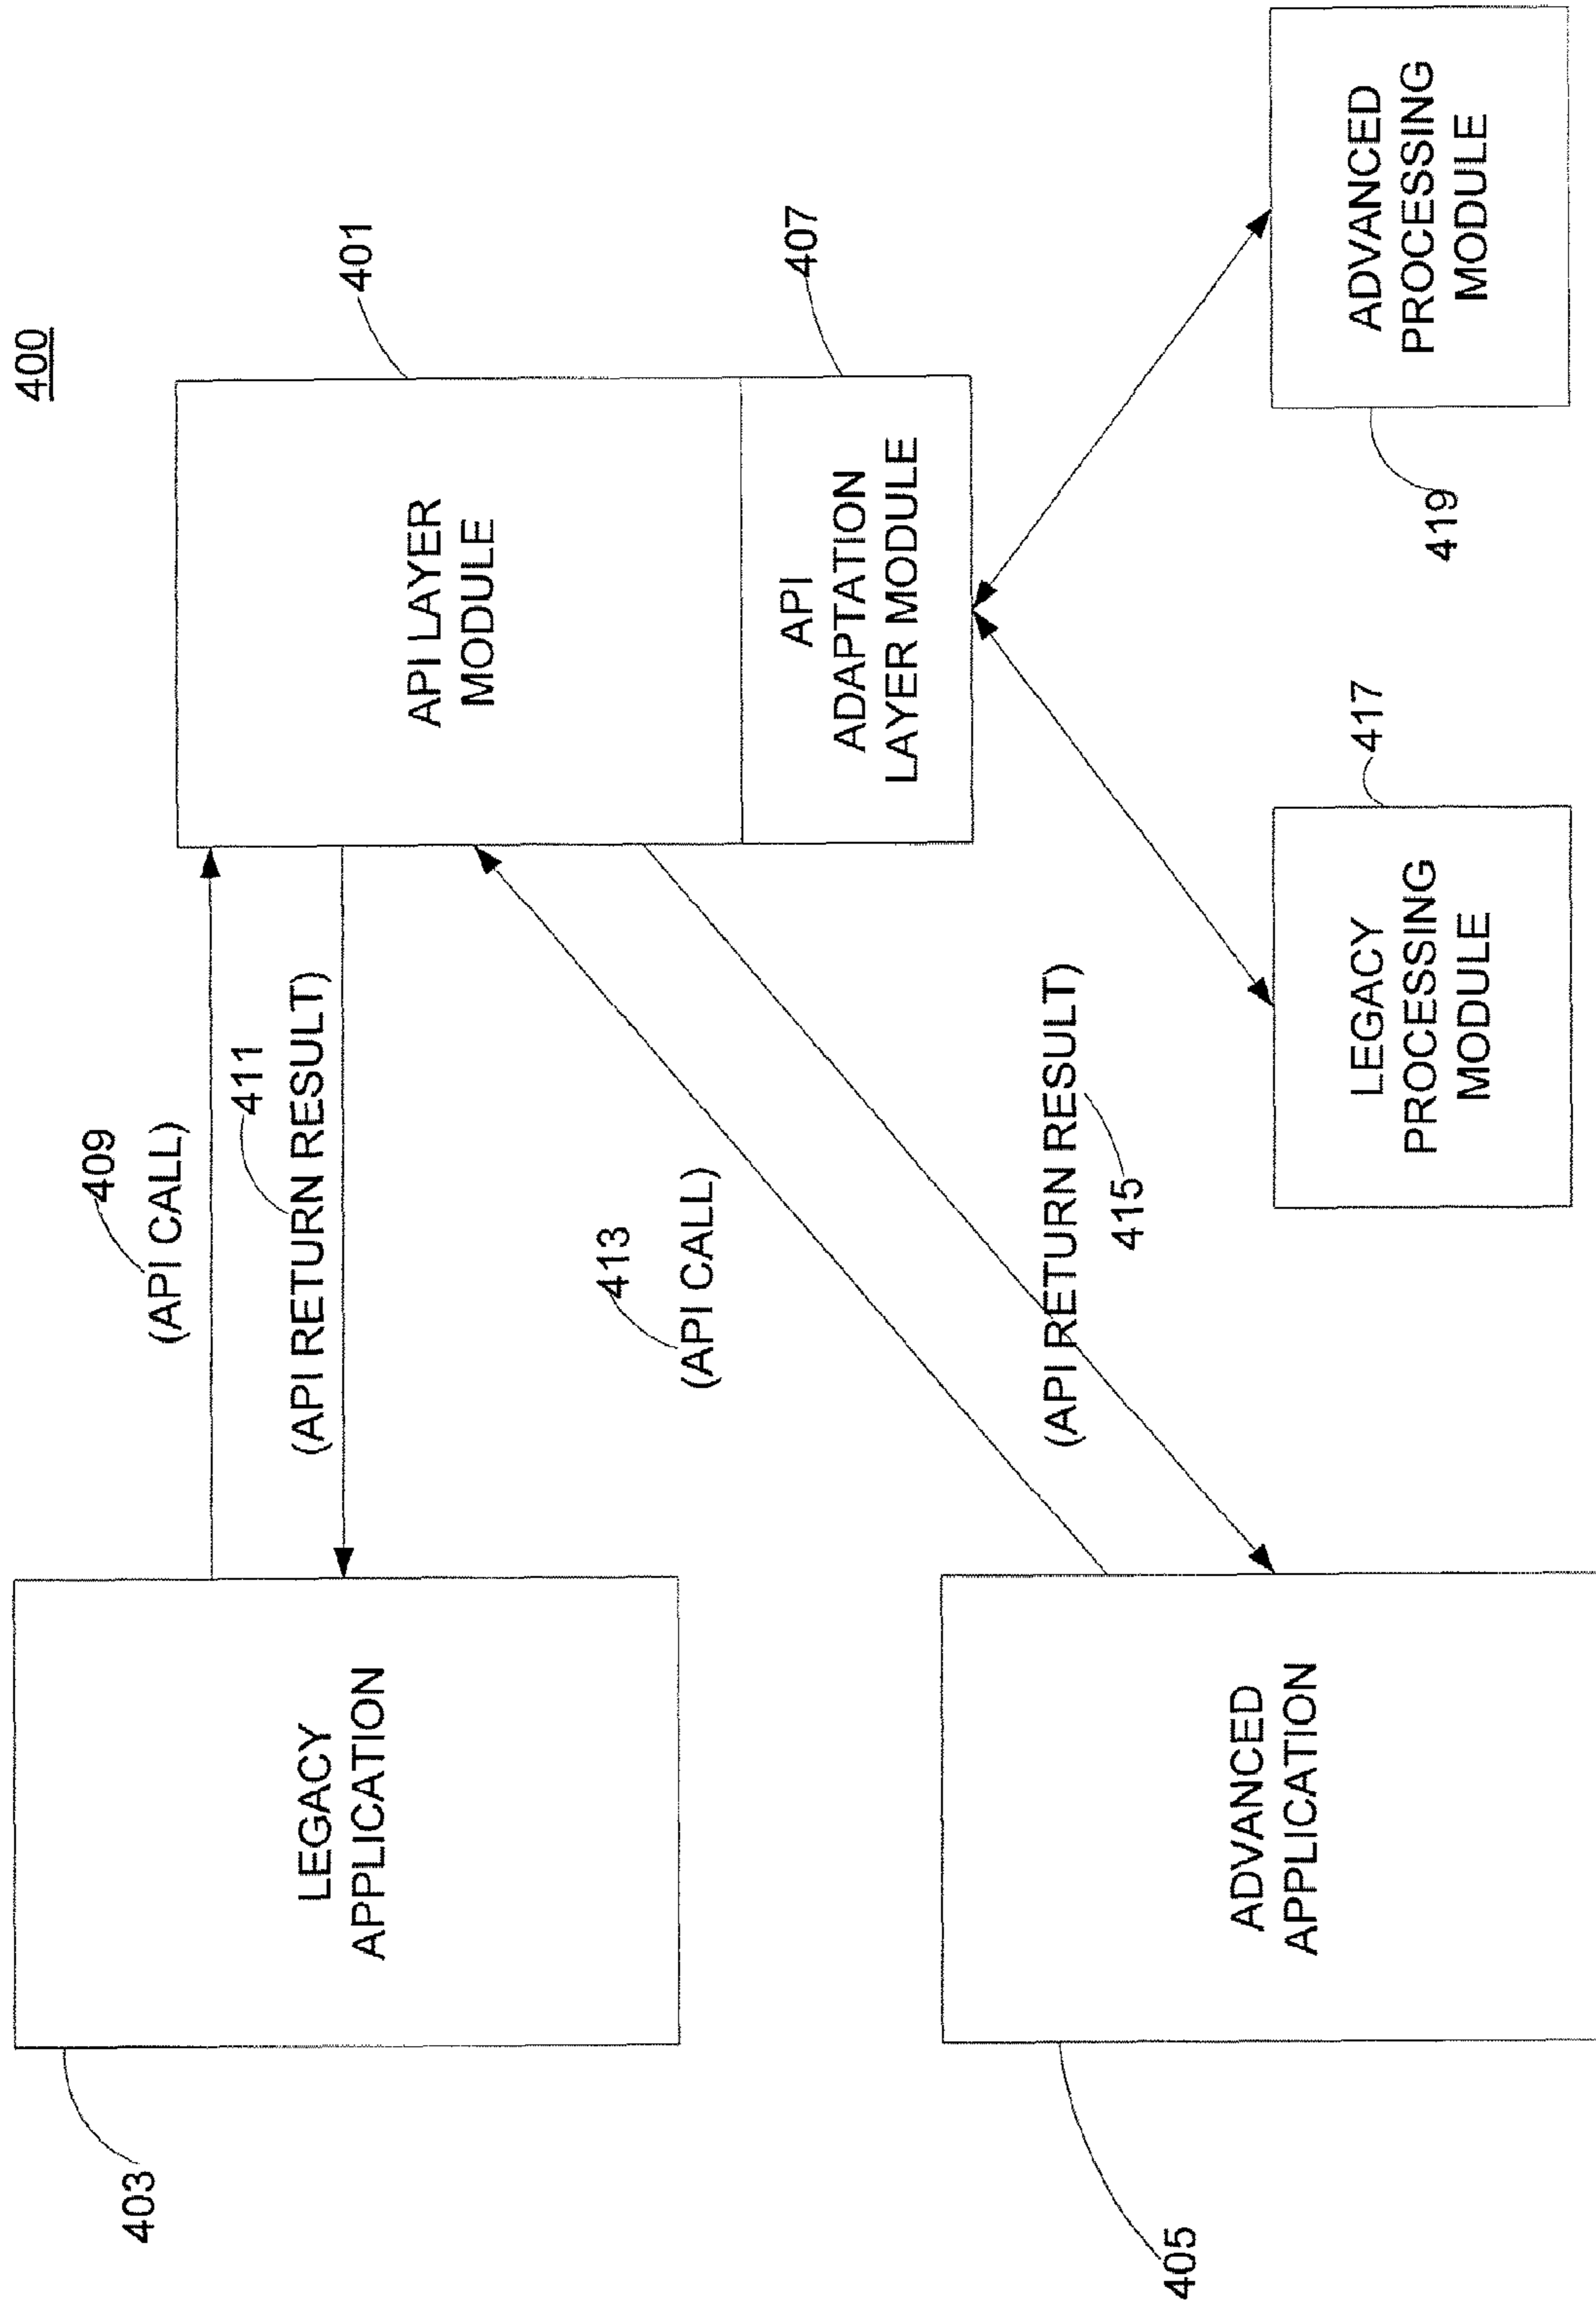 400
LEGACY
APPLICATION
403
409
(API CALL)
411
(API RETURN RESULT)
API LAYER
MODULE
401
413
(API CALL)
API
ADAPTATION
LAYER MODULE
407
ADVANCED
APPLICATION
405
(API RETURN RESULT)
415
LEGACY
PROCESSING
MODULE
417
ADVANCED
PROCESSING
MODULE
419